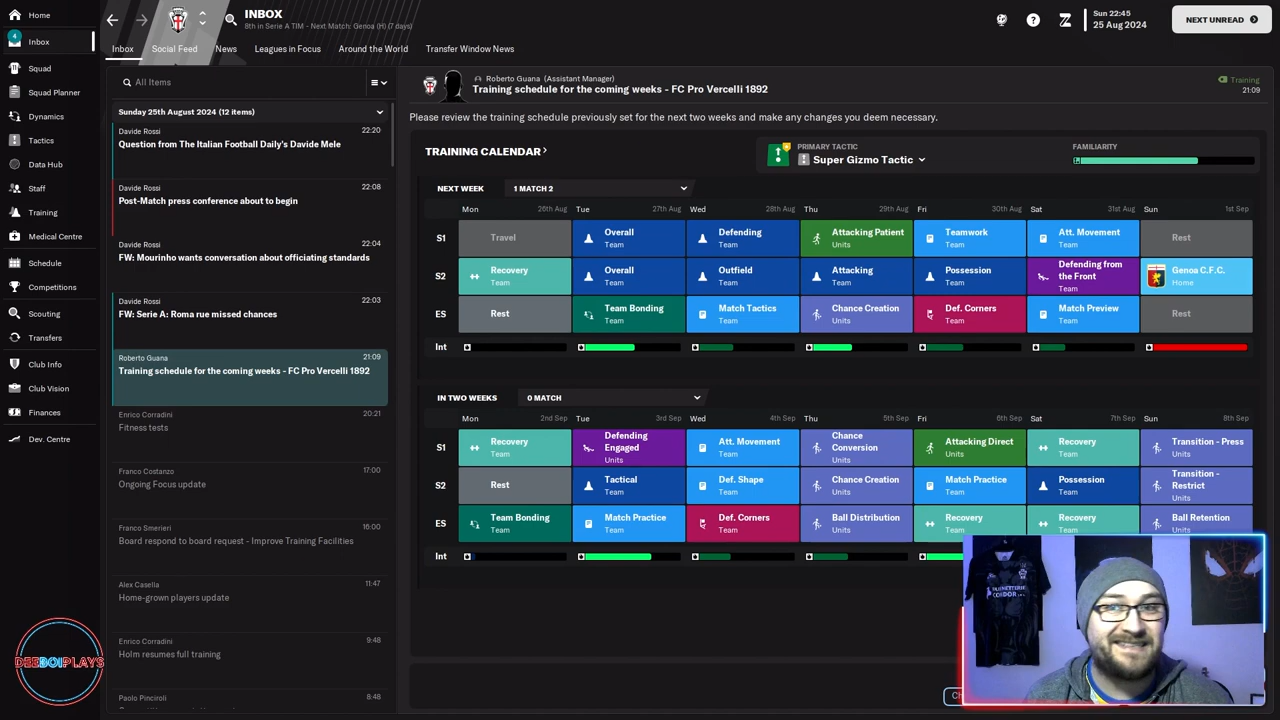 Home
4
Inbox
Squad
Squad Planner
Dynamics
Tactics
Data Hub
Staff
Training
Medical Centre
Schedule
Competitions
Scouting
Transfers
Club Info
Club Vision
Finances
Dev. Centre
DEEBOIPLAYS
INBOX
8th in Serie A TIM - Next Match: Genoa (H) (7 days)
Sun 22:45
25 Aug 2024
NEXT UNREAD
Inbox
Social Feed
News
Leagues in Focus
Around the World
Transfer Window News
All Items
Sunday 25th August 2024 (12 items)
Davide Rossi 22:20
Question from The Italian Football Daily's Davide Mele
Davide Rossi 22:08
Post-Match press conference about to begin
Davide Rossi 22:04
FW: Mourinho wants conversation about officiating standards
Davide Rossi 22:03
FW: Serie A: Roma rue missed chances
Roberto Guana 21:09
Training schedule for the coming weeks - FC Pro Vercelli 1892
Enrico Corradini 20:21
Fitness tests
Franco Costanzo 17:00
Ongoing Focus update
Franco Smerieri 16:00
Board respond to board request - Improve Training Facilities
Alex Casella 11:47
Home-grown players update
Enrico Corradini 9:48
Holm resumes full training
Paolo Pinciroli 8:48
Roberto Guana (Assistant Manager)
Training schedule for the coming weeks - FC Pro Vercelli 1892
Training
21:09
Please review the training schedule previously set for the next two weeks and make any changes you deem necessary.
TRAINING CALENDAR
PRIMARY TACTIC
Super Gizmo Tactic
FAMILIARITY
NEXT WEEK 1 MATCH 2
Mon 26th Aug Tue 27th Aug Wed 28th Aug Thu 29th Aug Fri 30th Aug Sat 31st Aug Sun 1st Sep
S1
Travel
Overall
Team
Defending
Team
Attacking Patient
Units
Teamwork
Team
Att. Movement
Team
Rest
S2
Recovery
Team
Overall
Team
Outfield
Team
Attacking
Team
Possession
Team
Defending from
the Front
Team
Genoa C.F.C.
Home
ES
Rest
Team Bonding
Team
Match Tactics
Team
Chance Creation
Units
Def. Corners
Team
Match Preview
Team
Rest
Int
IN TWO WEEKS 0 MATCH
Mon 2nd Sep Tue 3rd Sep Wed 4th Sep Thu 5th Sep Fri 6th Sep Sat 7th Sep Sun 8th Sep
S1
Recovery
Team
Defending
Engaged
Units
Att. Movement
Team
Chance
Conversion
Units
Attacking Direct
Units
Recovery
Team
Transition - Press
Units
S2
Rest
Tactical
Team
Def. Shape
Team
Chance Creation
Units
Match Practice
Team
Possession
Team
Transition -
Restrict
Units
ES
Team Bonding
Team
Match Practice
Team
Def. Corners
Team
Ball Distribution
Units
Recovery
Team
Recovery
Team
Ball Retention
Units
Int